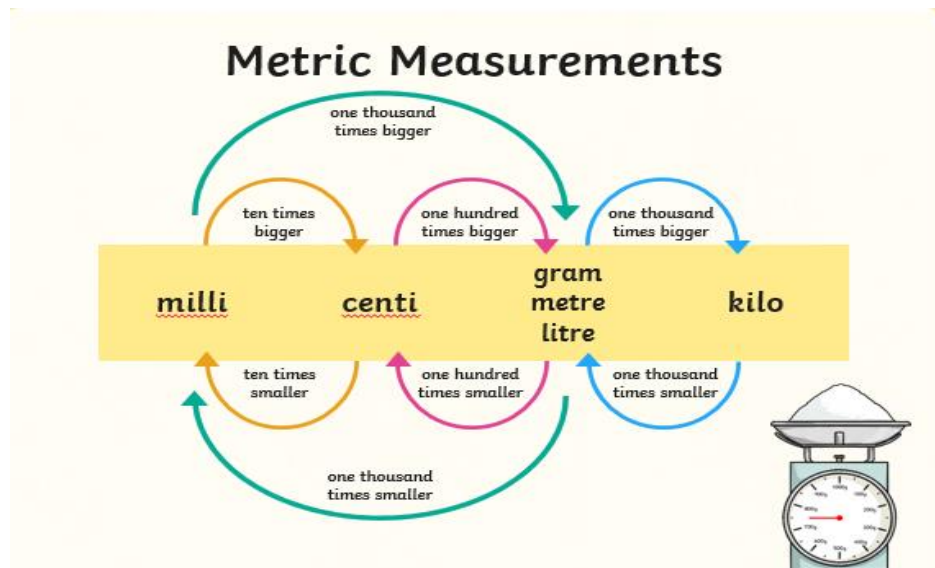 Metric Measurements
one thousand
times bigger
ten times
bigger
one hundred
times bigger
one thousand
times bigger
milli
centi
gram
metre
litre
kilo
ten times
smaller
one hundred
times smaller
one thousand
times smaller
one thousand
times smaller
1000g